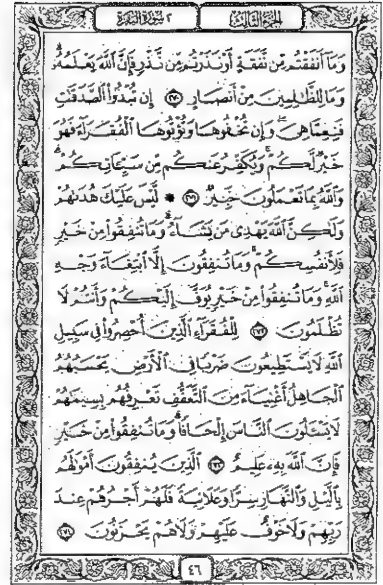 الجزء الثالث
٢ سورة البقرة
وَمَآ أَنفَقْتُم مِّن نَّفَقَةٍ أَوْ نَذَرْتُم مِّن نَّذْرٍ فَإِنَّ ٱللَّهَ يَعْلَمُهُۥ
وَمَا لِلظَّٰلِمِينَ مِنْ أَنصَارٍ ٢٧٠ إِن تُبْدُوا۟ ٱلصَّدَقَٰتِ
فَنِعِمَّا هِىَ وَإِن تُخْفُوهَا وَتُؤْتُوهَا ٱلْفُقَرَآءَ فَهُوَ
خَيْرٌ لَّكُمْ وَيُكَفِّرُ عَنكُم مِّن سَيِّـَٔاتِكُمْ
وَٱللَّهُ بِمَا تَعْمَلُونَ خَبِيرٌ ٢٧١ * لَّيْسَ عَلَيْكَ هُدَىٰهُمْ
وَلَٰكِنَّ ٱللَّهَ يَهْدِى مَن يَشَآءُ وَمَا تُنفِقُوا۟ مِنْ خَيْرٍ
فَلِأَنفُسِكُمْ وَمَا تُنفِقُونَ إِلَّا ٱبْتِغَآءَ وَجْهِ
ٱللَّهِ وَمَا تُنفِقُوا۟ مِنْ خَيْرٍ يُوَفَّ إِلَيْكُمْ وَأَنتُمْ لَا
تُظْلَمُونَ ٢٧٢ لِلْفُقَرَآءِ ٱلَّذِينَ أُحْصِرُوا۟ فِى سَبِيلِ
ٱللَّهِ لَا يَسْتَطِيعُونَ ضَرْبًا فِى ٱلْأَرْضِ يَحْسَبُهُمُ
ٱلْجَاهِلُ أَغْنِيَآءَ مِنَ ٱلتَّعَفُّفِ تَعْرِفُهُم بِسِيمَٰهُمْ
لَا يَسْـَٔلُونَ ٱلنَّاسَ إِلْحَافًا وَمَا تُنفِقُوا۟ مِنْ خَيْرٍ
فَإِنَّ ٱللَّهَ بِهِۦ عَلِيمٌ ٢٧٣ ٱلَّذِينَ يُنفِقُونَ أَمْوَٰلَهُم
بِٱلَّيْلِ وَٱلنَّهَارِ سِرًّا وَعَلَانِيَةً فَلَهُمْ أَجْرُهُمْ عِندَ
رَبِّهِمْ وَلَا خَوْفٌ عَلَيْهِمْ وَلَا هُمْ يَحْزَنُونَ ٢٧٤
٤٦